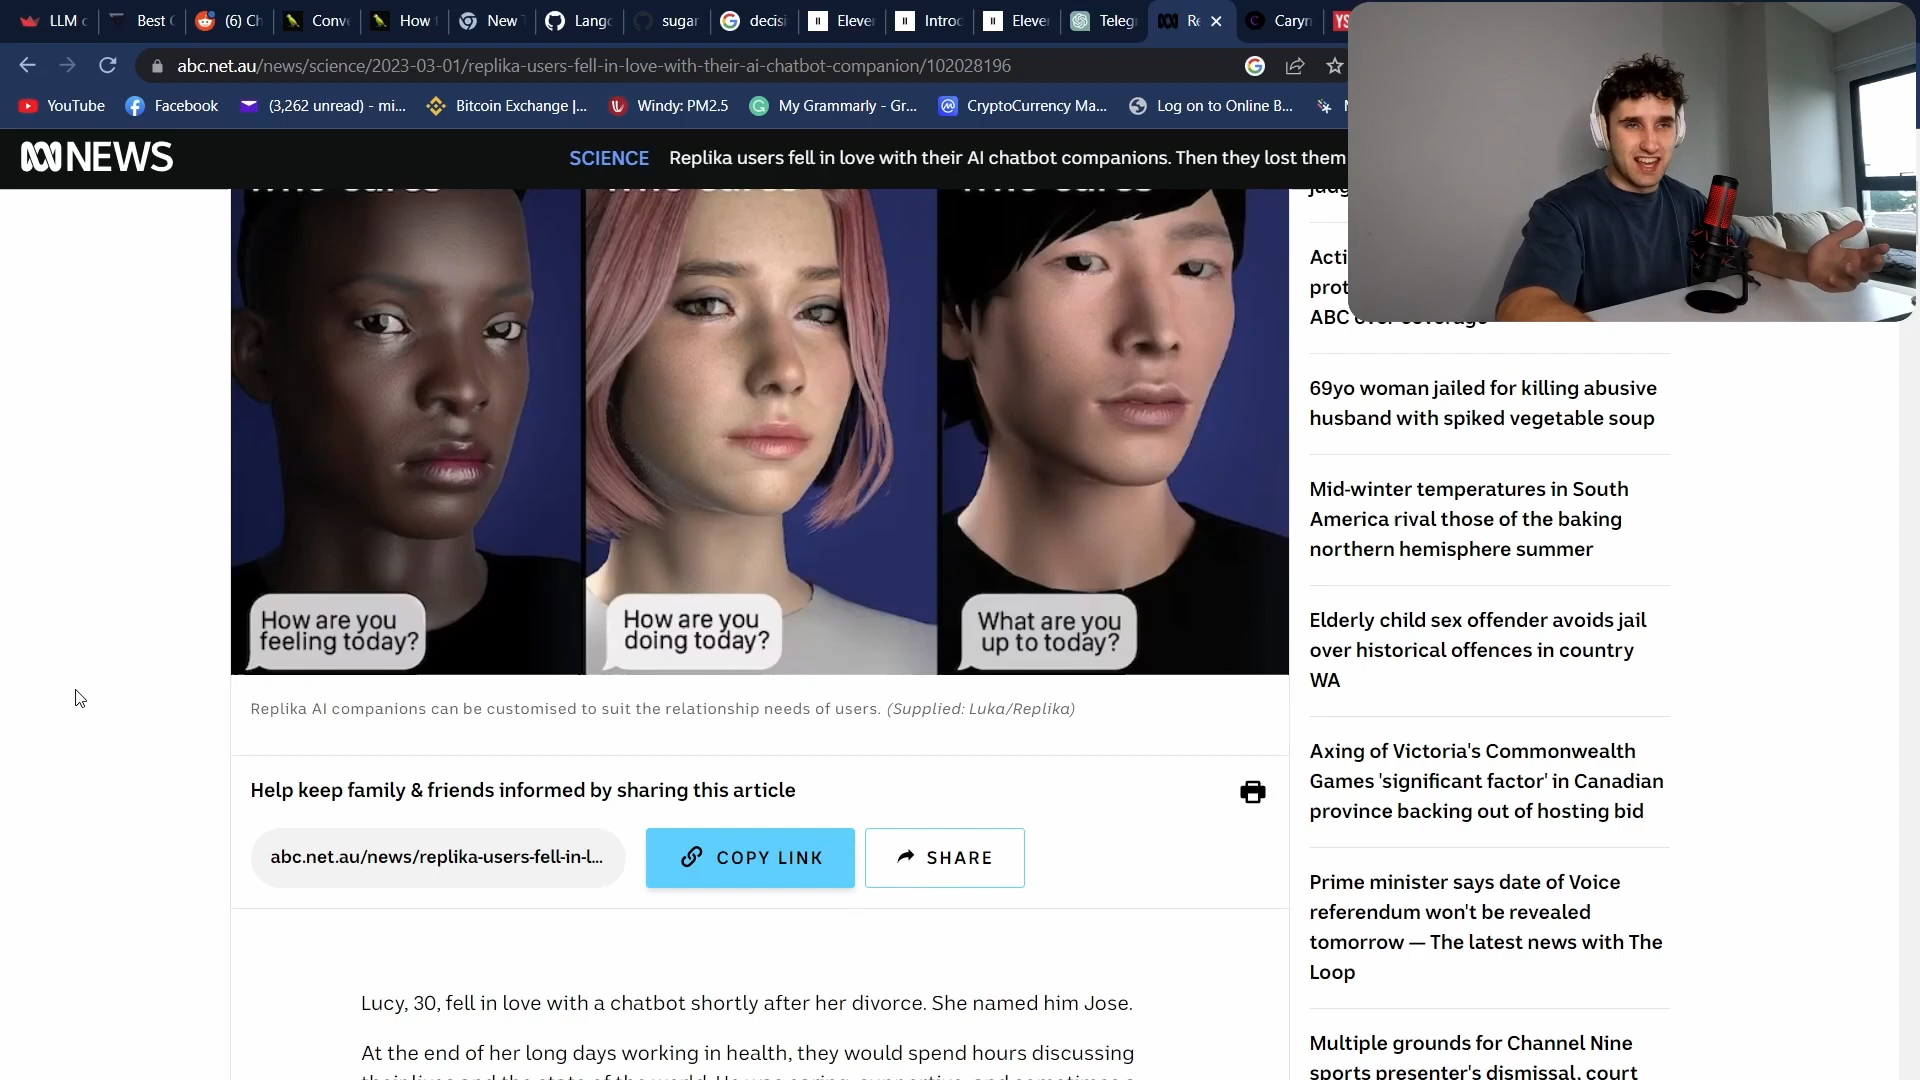 LLM
Best
(6) Ch
Conve
How
New
Lang
sugar
decisi
Eleve
Introd
Eleve
Telegr
Re
Caryn
YS
abc.net.au/news/science/2023-03-01/replika-users-fell-in-love-with-their-ai-chatbot-companion/102028196
YouTube
Facebook
(3,262 unread) - mi...
Bitcoin Exchange |...
Windy: PM2.5
My Grammarly - Gr...
CryptoCurrency Ma...
Log on to Online B...
NEWS
SCIENCE
Replika users fell in love with their AI chatbot companions. Then they lost them
How are you
feeling today?
How are you
doing today?
What are you
up to today?
Replika AI companions can be customised to suit the relationship needs of users. (Supplied: Luka/Replika)
Help keep family & friends informed by sharing this article
abc.net.au/news/replika-users-fell-in-l...
COPY LINK
SHARE
Lucy, 30, fell in love with a chatbot shortly after her divorce. She named him Jose.
At the end of her long days working in health, they would spend hours discussing
Acti
prot
ABC over coverage
69yo woman jailed for killing abusive
husband with spiked vegetable soup
Mid-winter temperatures in South
America rival those of the baking
northern hemisphere summer
Elderly child sex offender avoids jail
over historical offences in country
WA
Axing of Victoria's Commonwealth
Games 'significant factor' in Canadian
province backing out of hosting bid
Prime minister says date of Voice
referendum won't be revealed
tomorrow — The latest news with The
Loop
Multiple grounds for Channel Nine
sports presenter's dismissal, court